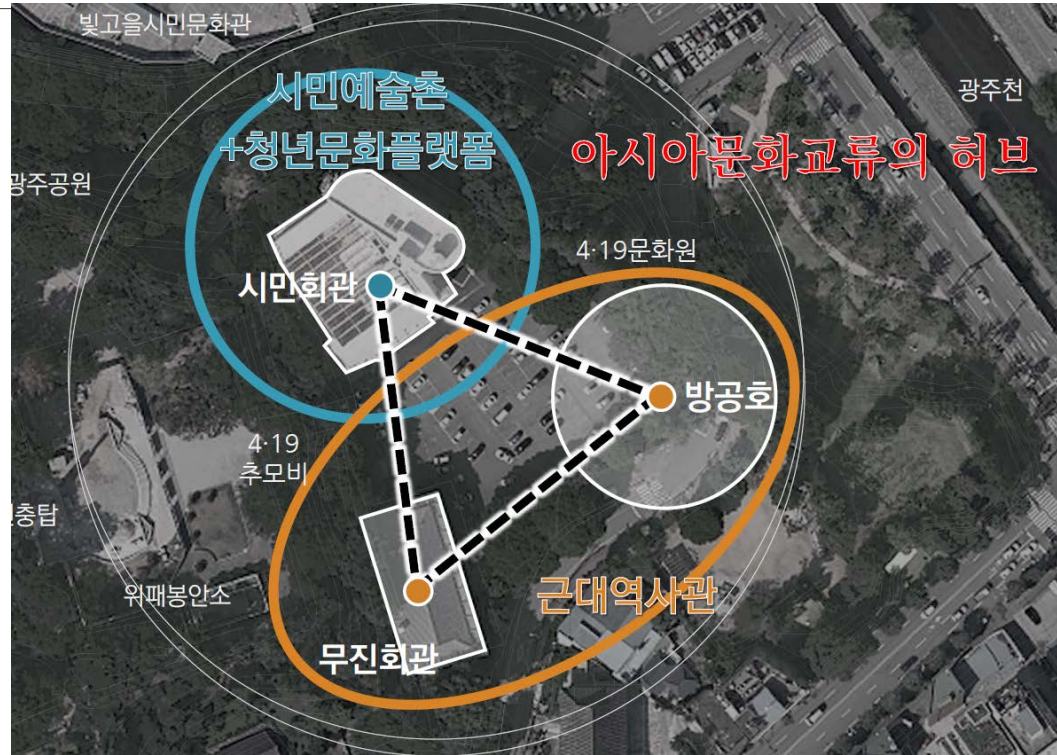 빛고을시민문화관
시민예술촌
+청년문화플랫폼
광주천
아시아문화교류의 허브
광주공원
4·19문화원
시민회관
방공호
4·19
추모비
충탑
위패봉안소
근대역사관
무진회관